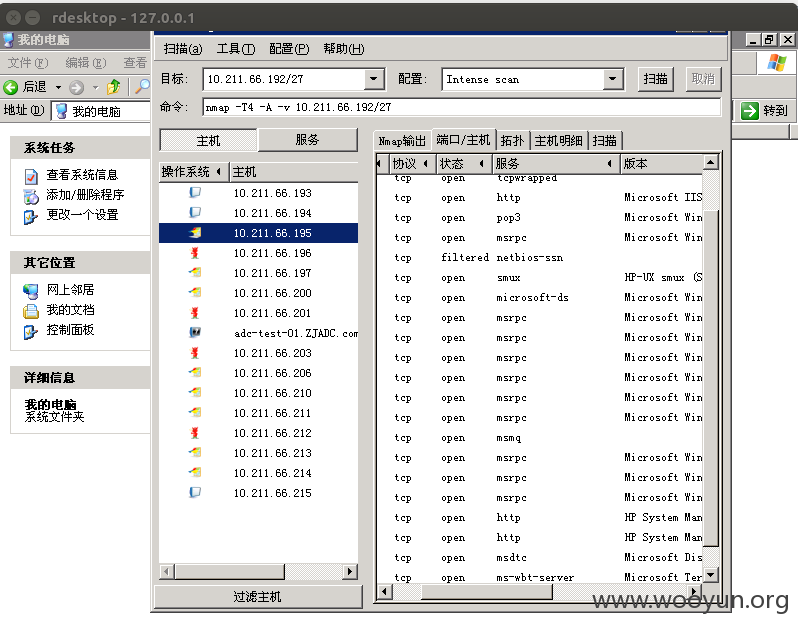 rdesktop - 127.0.0.1
我的电脑
文件(F) 编辑(E) 查看
后退
地址(D) 我的电脑
转到
系统任务
查看系统信息
添加/删除程序
更改一个设置
其它位置
网上邻居
我的文档
控制面板
详细信息
我的电脑
系统文件夹
扫描(a) 工具(T) 配置(P) 帮助(H)
目标: 10.211.66.192/27 配置: Intense scan 扫描 取消
命令: nmap -T4 -A -v 10.211.66.192/27
主机 服务
操作系统 主机
10.211.66.193
10.211.66.194
10.211.66.195
10.211.66.196
10.211.66.197
10.211.66.200
10.211.66.201
adc-test-01.ZJADC.com
10.211.66.203
10.211.66.206
10.211.66.210
10.211.66.211
10.211.66.212
10.211.66.213
10.211.66.214
10.211.66.215
过滤主机
Nmap输出 端口/主机 拓扑 主机明细 扫描
协议 状态 服务 版本
tcp open tcpwrapped
tcp open http Microsoft IIS
tcp open pop3 Microsoft Win
tcp open msrpc Microsoft Win
tcp filtered netbios-ssn
tcp open smux HP-UX smux (S
tcp open microsoft-ds Microsoft Win
tcp open msrpc Microsoft Win
tcp open msrpc Microsoft Win
tcp open msrpc Microsoft Win
tcp open msrpc Microsoft Win
tcp open msrpc Microsoft Win
tcp open msrpc Microsoft Win
tcp open msmq
tcp open msrpc Microsoft Win
tcp open msrpc Microsoft Win
tcp open msrpc Microsoft Win
tcp open http HP System Man
tcp open http HP System Man
tcp open msdtc Microsoft Dis
tcp open ms-wbt-server Microsoft Ter
www.wooyun.org